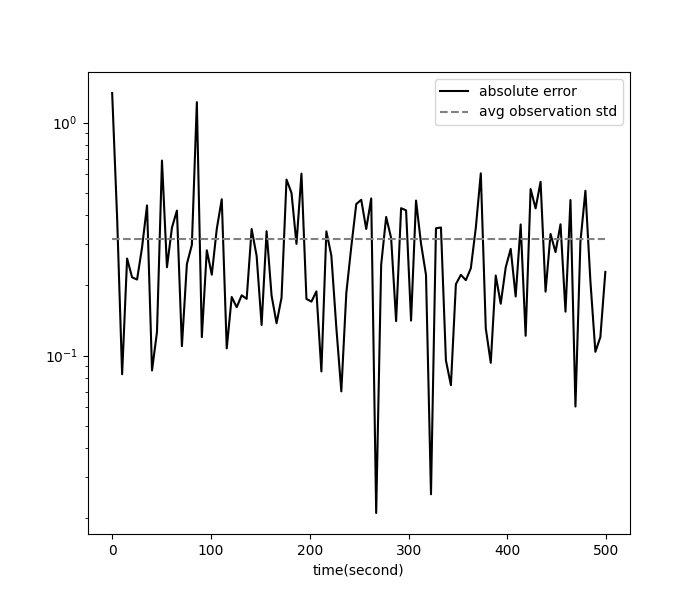 absolute error
avg observation std
10⁰
10⁻¹
0 100 200 300 400 500
time(second)